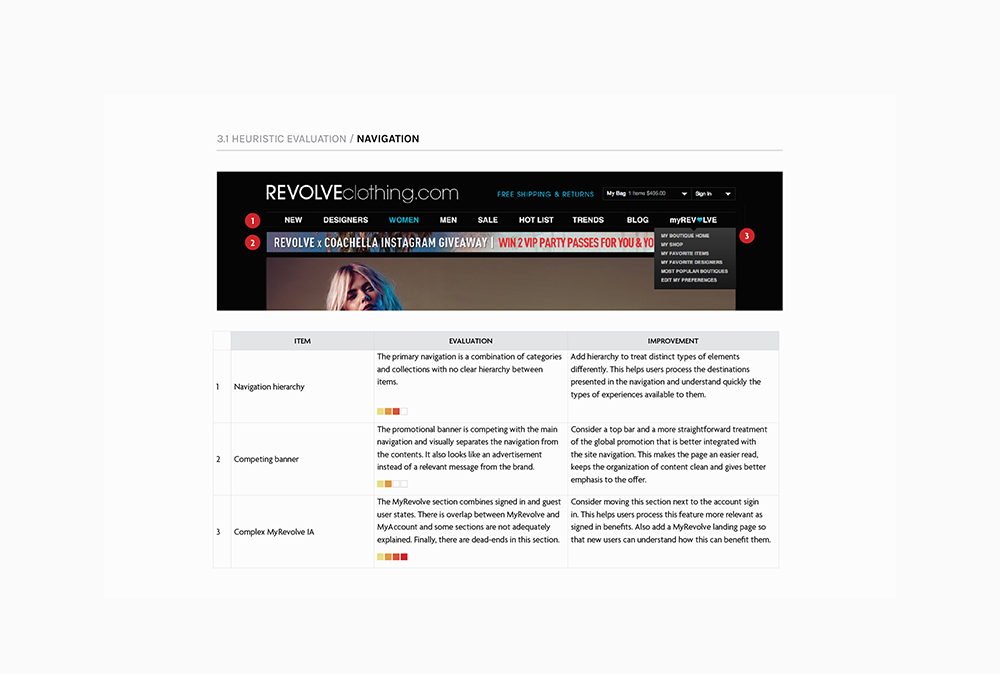 3.1 HEURISTIC EVALUATION / NAVIGATION
REVOLVEclothing.com
FREE SHIPPING & RETURNS
My Bag 1 items $495.00
Sign In
1
NEW DESIGNERS WOMEN MEN SALE HOT LIST TRENDS BLOG myREV♥LVE
2
REVOLVE x COACHELLA INSTAGRAM GIVEAWAY | WIN 2 VIP PARTY PASSES FOR YOU & YO
3
MY BOUTIQUE HOME
MY SHOP
MY FAVORITE ITEMS
MY FAVORITE DESIGNERS
MOST POPULAR BOUTIQUES
EDIT MY PREFERENCES
ITEM EVALUATION IMPROVEMENT
1
Navigation hierarchy
The primary navigation is a combination of categories
and collections with no clear hierarchy between
items.
Add hierarchy to treat distinct types of elements
differently. This helps users process the destinations
presented in the navigation and understand quickly the
types of experiences available to them.
2
Competing banner
The promotional banner is competing with the main
navigation and visually separates the navigation from
the contents. It also looks like an advertisement
instead of a relevant message from the brand.
Consider a top bar and a more straightforward treatment
of the global promotion that is better integrated with
the site navigation. This makes the page an easier read,
keeps the organization of content clean and gives better
emphasis to the offer.
3
Complex MyRevolve IA
The MyRevolve section combines signed in and guest
user states. There is overlap between MyRevolve and
MyAccount and some sections are not adequately
explained. Finally, there are dead-ends in this section.
Consider moving this section next to the account sigin
in. This helps users process this feature more relevant as
signed in benefits. Also add a MyRevolve landing page so
that new users can understand how this can benefit them.